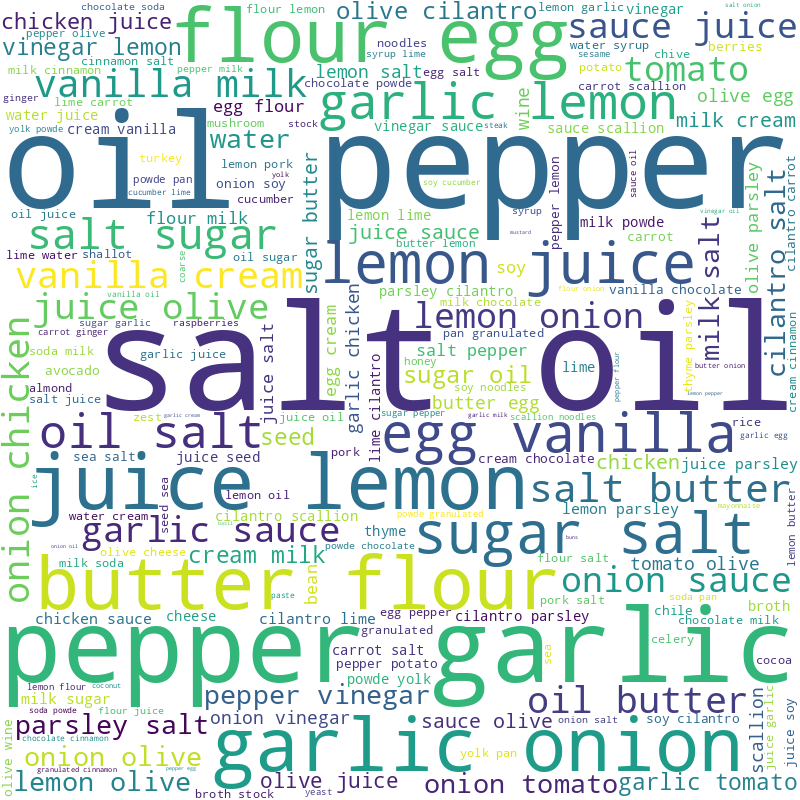 chocolate soda
flour lemon
olive cilantro
lemon garlic
vinegar
salt onion
chicken juice
flour egg
sauce juice
pepper olive
noodles
water syrup
chive
berries
vinegar lemon
syrup lime
sesame
cinnamon salt
tomato
milk cinnamon
pepper milk
lemon salt
egg salt
potato
vanilla milk
chocolate powde
carrot scallion
ginger
lime carrot
egg flour
garlic lemon
wine
olive egg
water juice
mushroom
stock
vinegar sauce
steak
sauce scallion
milk cream
yolk powde
cream vanilla
water
oil pepper
turkey
lemon pork
yolk
powde pan
onion soy
soy cucumber
cucumber lime
cucumber
sugar butter
pepper lemon
sauce oil
olive parsley
cilantro salt
cilantro carrot
oil juice
flour milk
lemon lime
syrup
milk powde
vinegar oil
salt sugar
juice sauce
mustard
carrot
lime water
shallot
oil sugar
butter lemon
lemon juice
soy
milk salt
vanilla cream
coarse
parsley cilantro
flour onion
vanilla chocolate
juice olive
vanilla oil
milk chocolate
lemon onion
salt oil
sugar garlic
raspberries
carrot ginger
pan granulated
thyme parsley
onion chicken
soda milk
garlic juice
juice salt
egg cream
garlic chicken
salt pepper
lime
pepper flour
butter onion
cream cinnamon
avocado
honey
sugar oil
soy noodles
almond
salt juice
butter egg
lemon pepper
zest
garlic cream
juice oil
lime cilantro
sugar pepper
garlic milk
scallion noodles
oil salt
seed
egg vanilla
rice
garlic egg
sea salt
juice seed
pork
cream chocolate
chicken
juice parsley
ice
juice lemon
seed sea
lemon oil
salt butter
lemon butter
water cream
garlic sauce
cilantro scallion
powde granulated
lemon parsley
mayonnaise
basil
thyme
sugar salt
buns
onion oil
olive cheese
cream milk
powde chocolate
flour salt
tomato olive
milk soda
bean
butter flour
onion sauce
paste
pork salt
soda pan
chicken sauce
cheese
cilantro lime
egg pepper
cilantro parsley
chile
broth
chocolate milk
granulated
pepper garlic
celery
carrot salt
sea
pepper potato
cocoa
powde yolk
lemon flour
coconut
milk sugar
pepper vinegar
oil butter
soda powde
flour juice
parsley salt
onion vinegar
sauce olive
onion salt
soy cilantro
scallion
juice garlic
juice soy
olive wine
chocolate cinnamon
garlic onion
onion olive
yolk pan
granulated cinnamon
pepper egg
lemon olive
olive juice
onion tomato
garlic tomato
broth stock
yeast